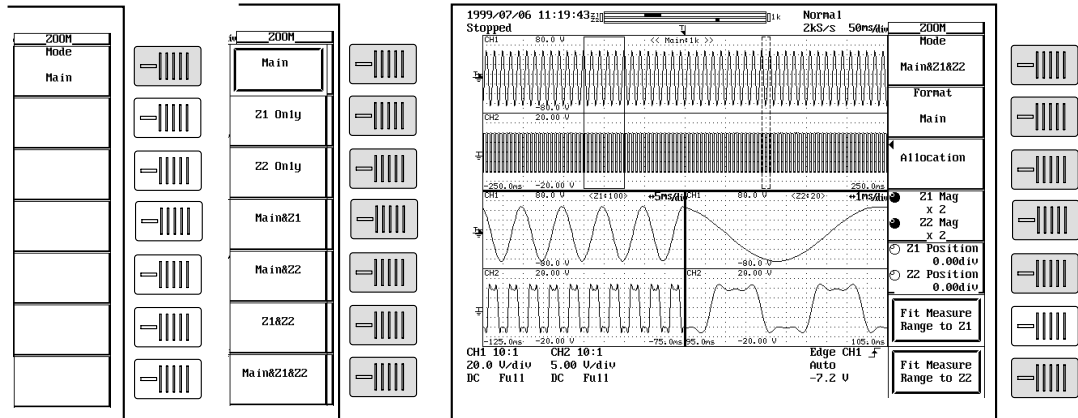 ZOOM
Mode
Main
ZOOM
Main
Z1 Only
Z2 Only
Main&Z1
Main&Z2
Z1&Z2
Main&Z1&Z2
1999/07/06 11:19:43
Z1
Z2
1k
Normal
Stopped
2kS/s 50ms/div
CH1 80.0 V << Main:1k >>
-80.0 V
CH2 20.00 V
-250.0ms -20.00 V 250.0ms
CH1 80.0 V <Z1:100> 5ms/div
CH1 80.0 V <Z2:20> 1ms/div
-80.0 V -80.0 V
CH2 20.00 V CH2 20.00 V
-125.0ms -20.00 V -75.0ms 95.0ms -20.00 V 105.0ms
CH1 10:1 CH2 10:1 Edge CH1
20.0 V/div 5.00 V/div Auto
DC Full DC Full -7.2 V
ZOOM
Mode
Main&Z1&Z2
Format
Main
Allocation
Z1 Mag
x 2
Z2 Mag
x 2
Z1 Position
0.00div
Z2 Position
0.00div
Fit Measure
Range to Z1
Fit Measure
Range to Z2